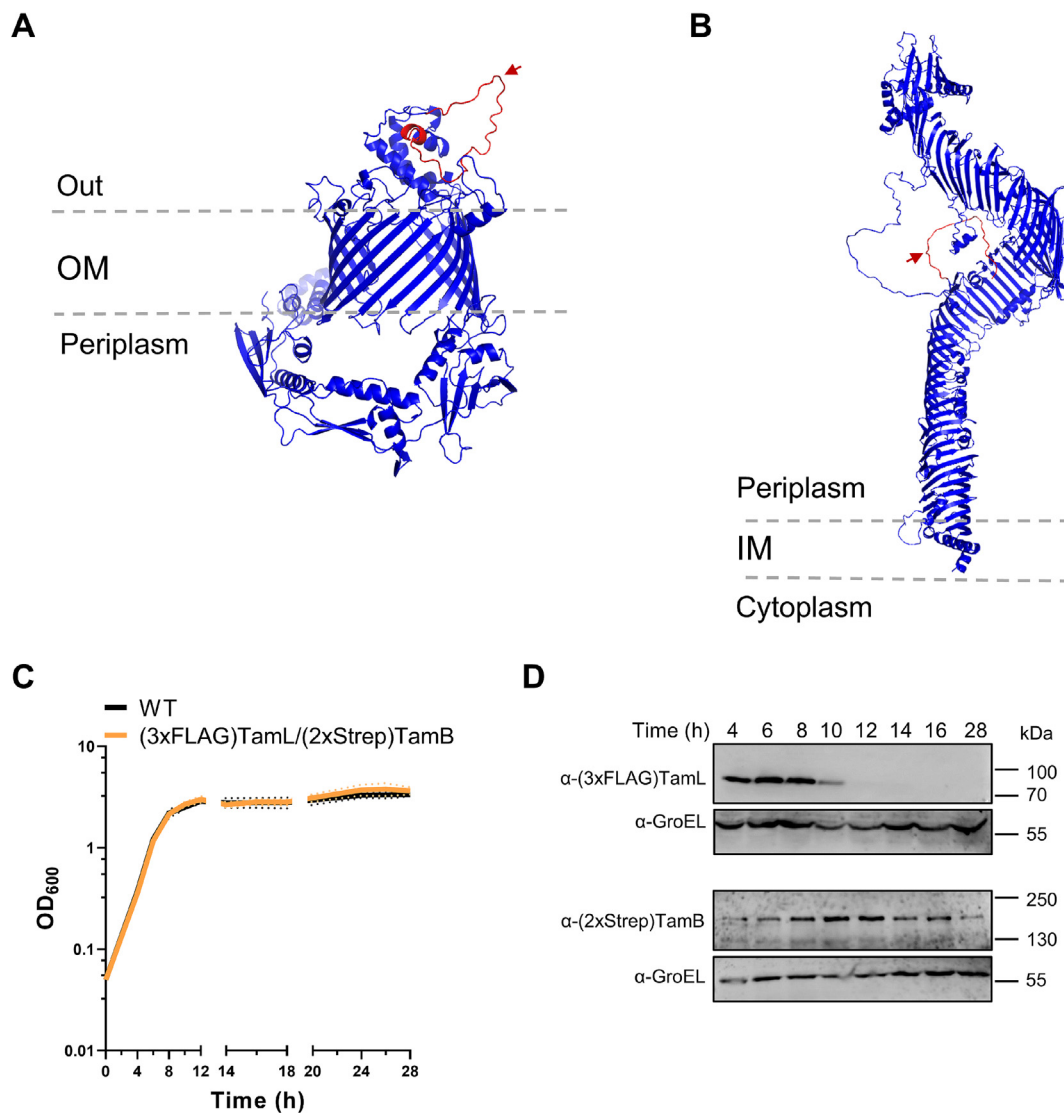 A
B
Out
OM
Periplasm
Periplasm
IM
Cytoplasm
C
WT
(3xFLAG)TamL/(2xStrep)TamB
10
1
0.1
0.01
OD600
0 4 8 12 14 18 20 24 28
Time (h)
D
Time (h) 4 6 8 10 12 14 16 28 kDa
α-(3xFLAG)TamL
100
70
α-GroEL
55
250
α-(2xStrep)TamB
130
α-GroEL
55